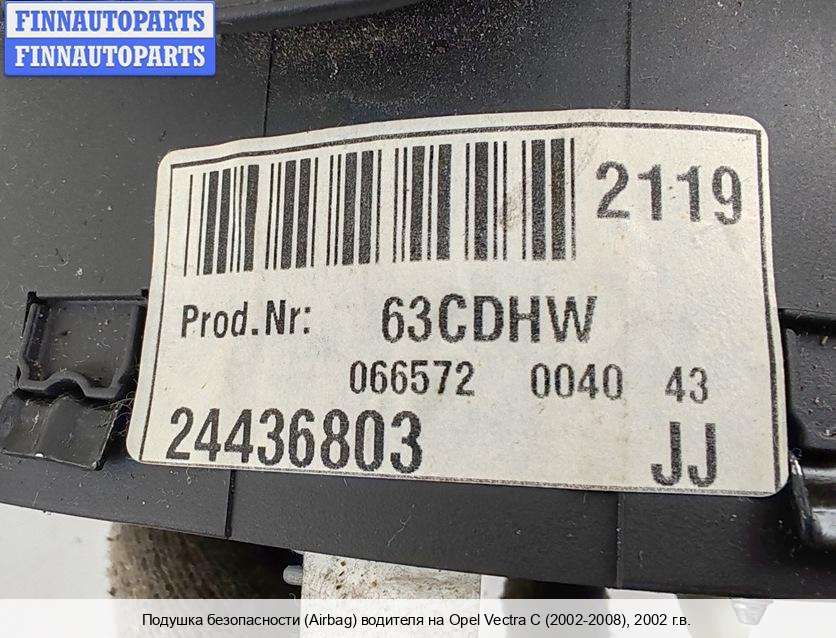 FINNAUTOPARTS
FINNAUTOPARTS
2119
Prod.Nr: 63CDHW
066572 0040 43
24436803 JJ
Подушка безопасности (Airbag) водителя на Opel Vectra C (2002-2008), 2002 г.в.